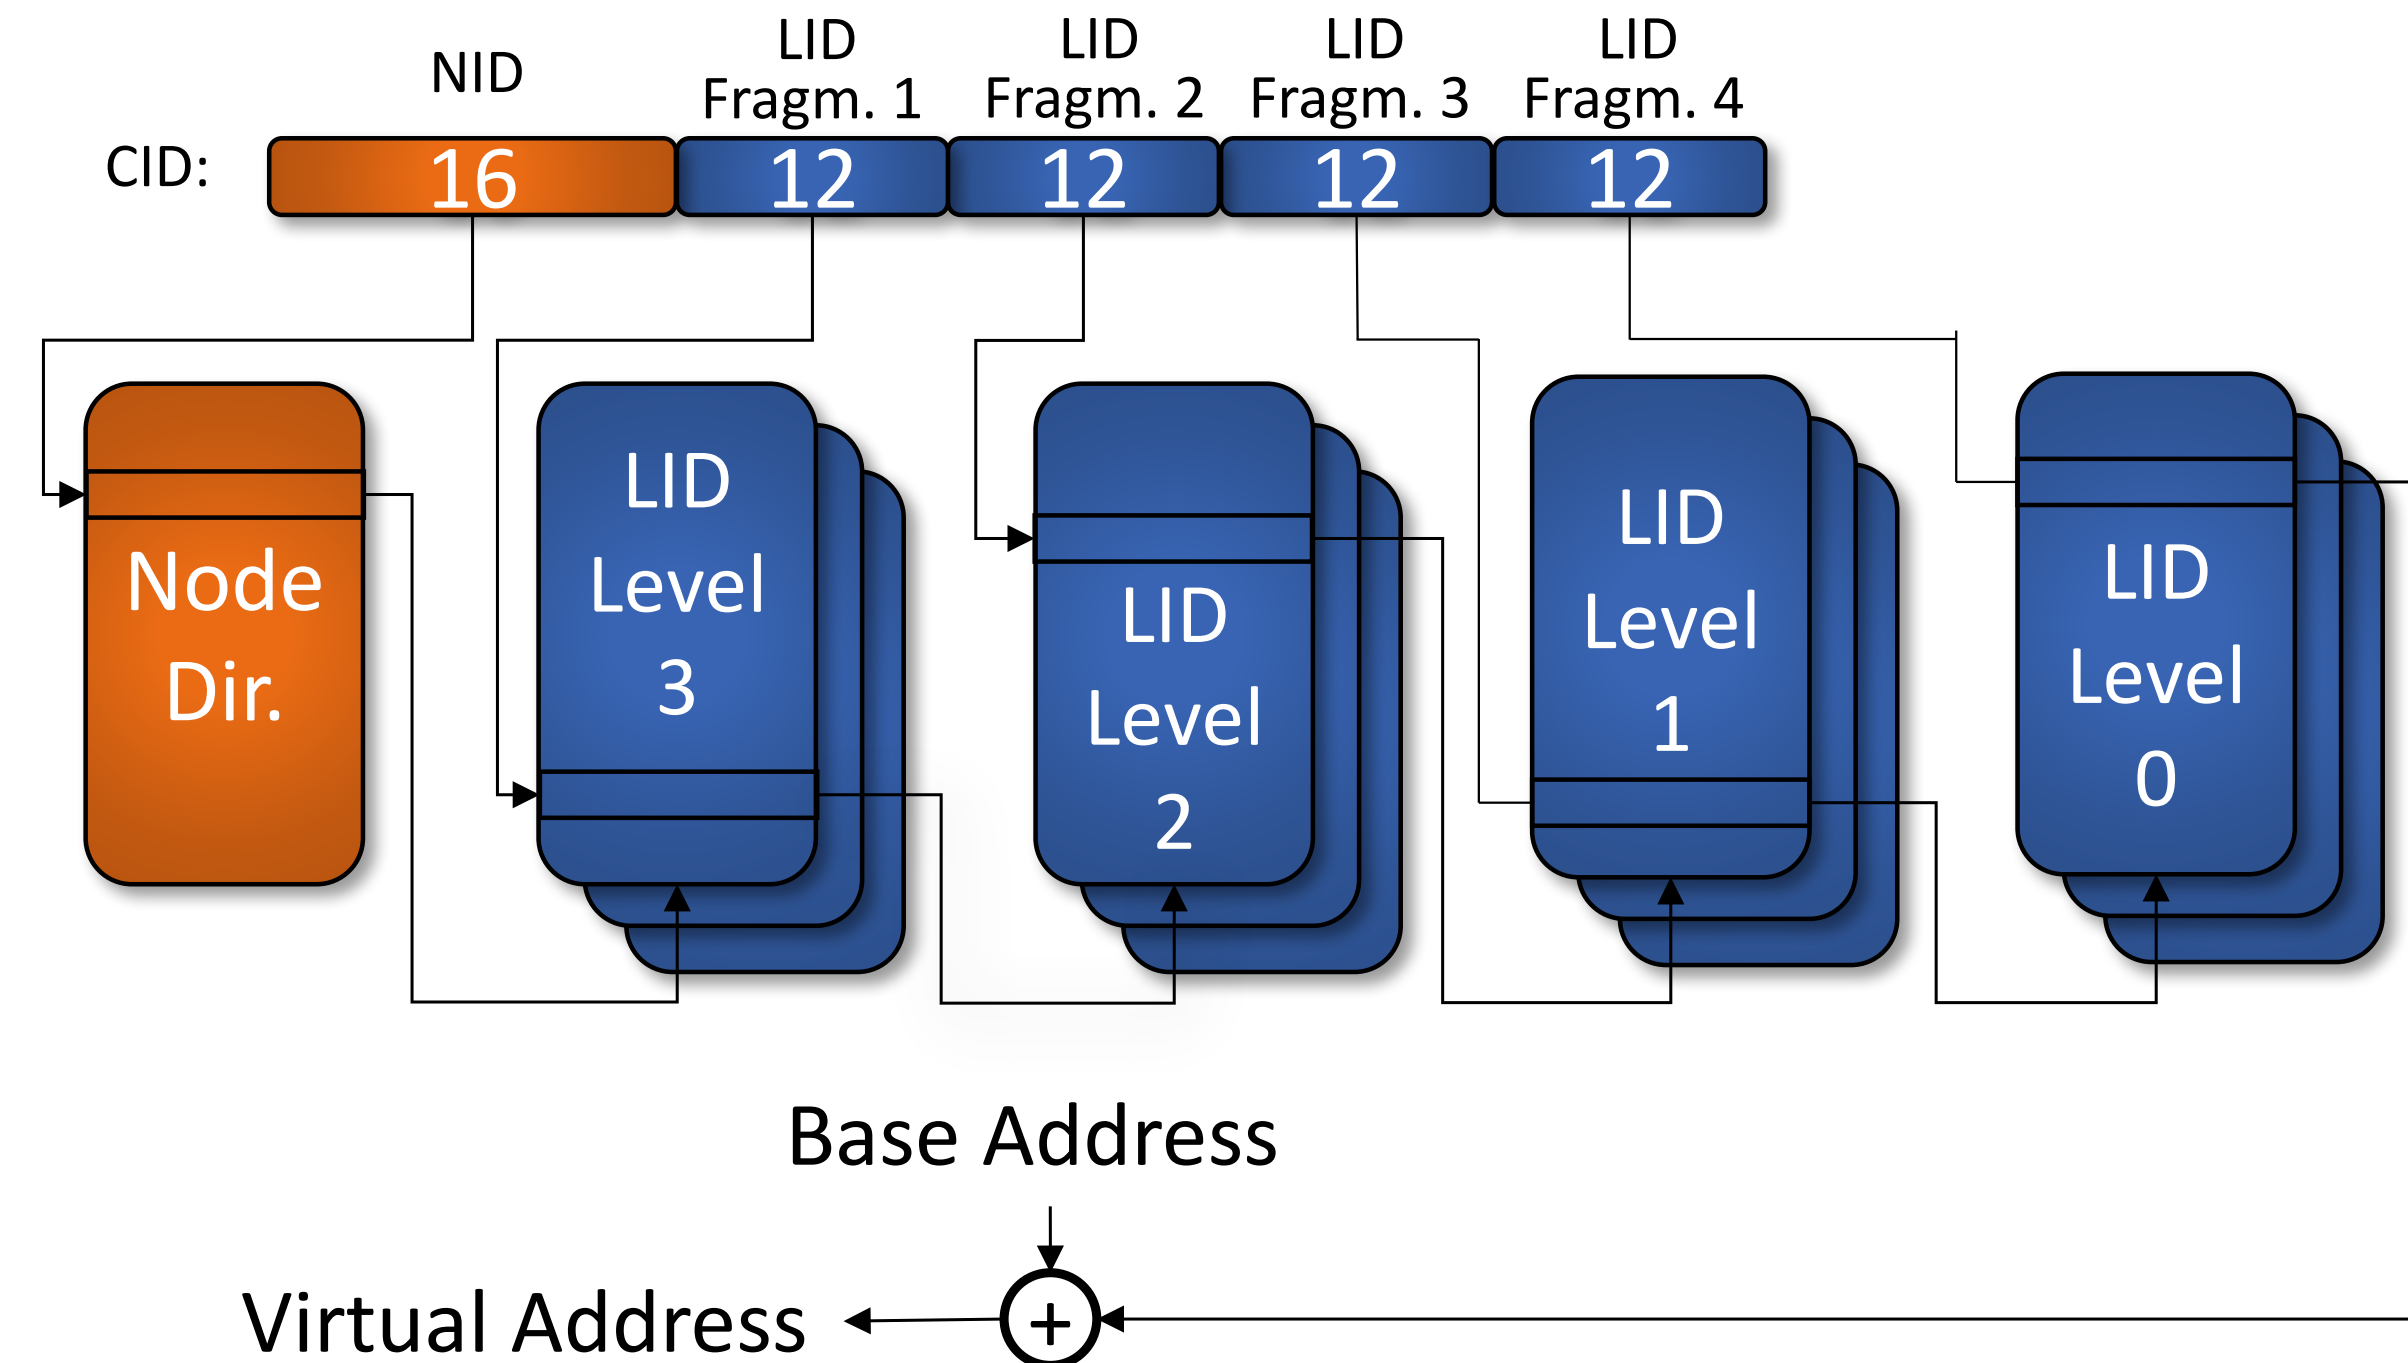 NID
LID
Fragm. 1
LID
Fragm. 2
LID
Fragm. 3
LID
Fragm. 4
CID:
16
12
12
12
12
Node
Dir.
LID
Level
3
LID
Level
2
LID
Level
1
LID
Level
0
Base Address
Virtual Address
+